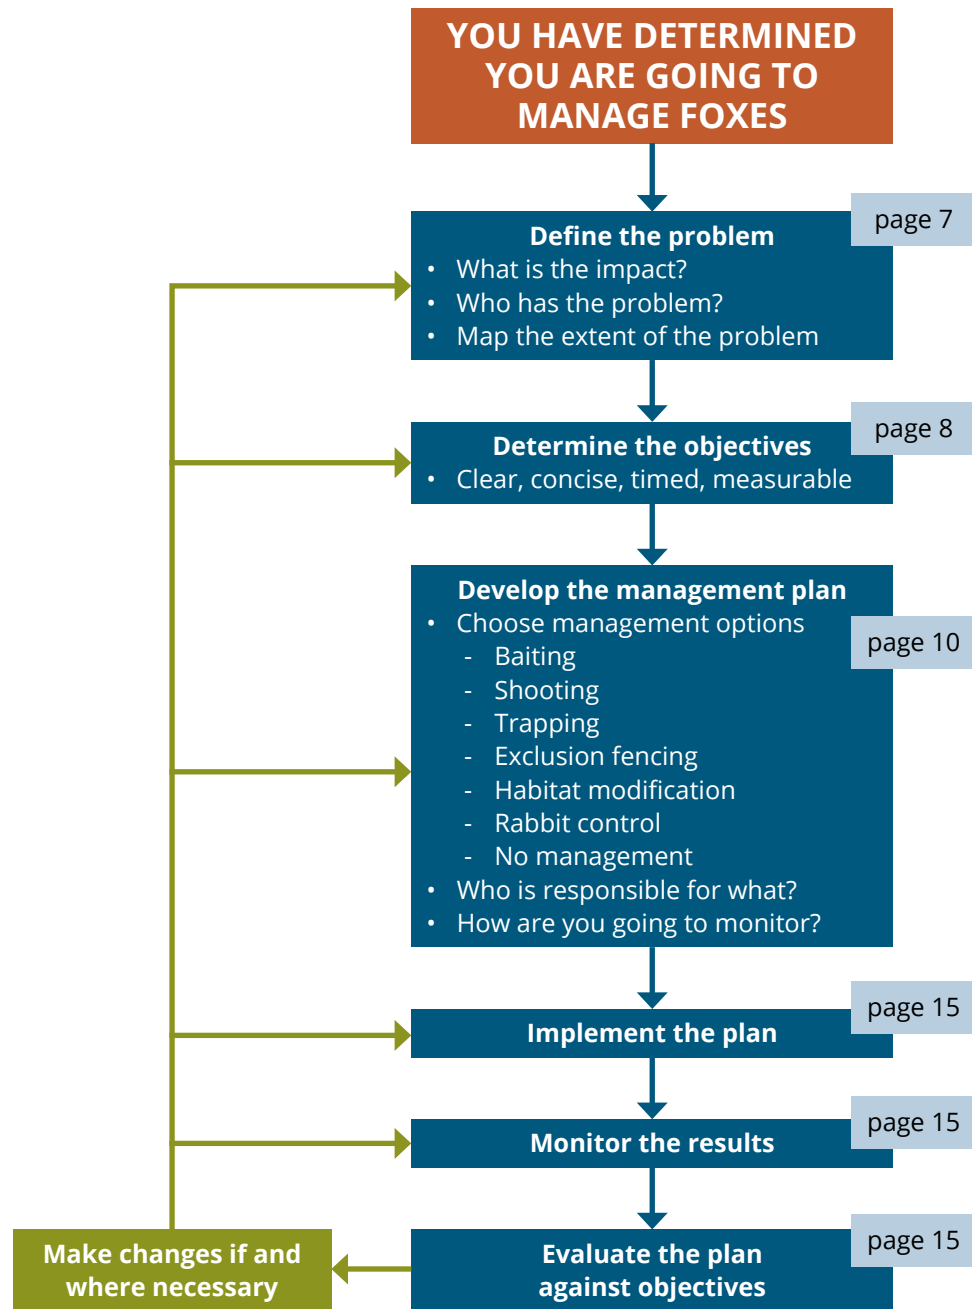 YOU HAVE DETERMINED
YOU ARE GOING TO
MANAGE FOXES
page 7
Define the problem
• What is the impact?
• Who has the problem?
• Map the extent of the problem
page 8
Determine the objectives
• Clear, concise, timed, measurable
Develop the management plan
• Choose management options
page 10
- Baiting
- Shooting
- Trapping
- Exclusion fencing
- Habitat modification
- Rabbit control
- No management
• Who is responsible for what?
• How are you going to monitor?
page 15
Implement the plan
page 15
Monitor the results
page 15
Evaluate the plan
against objectives
Make changes if and
where necessary